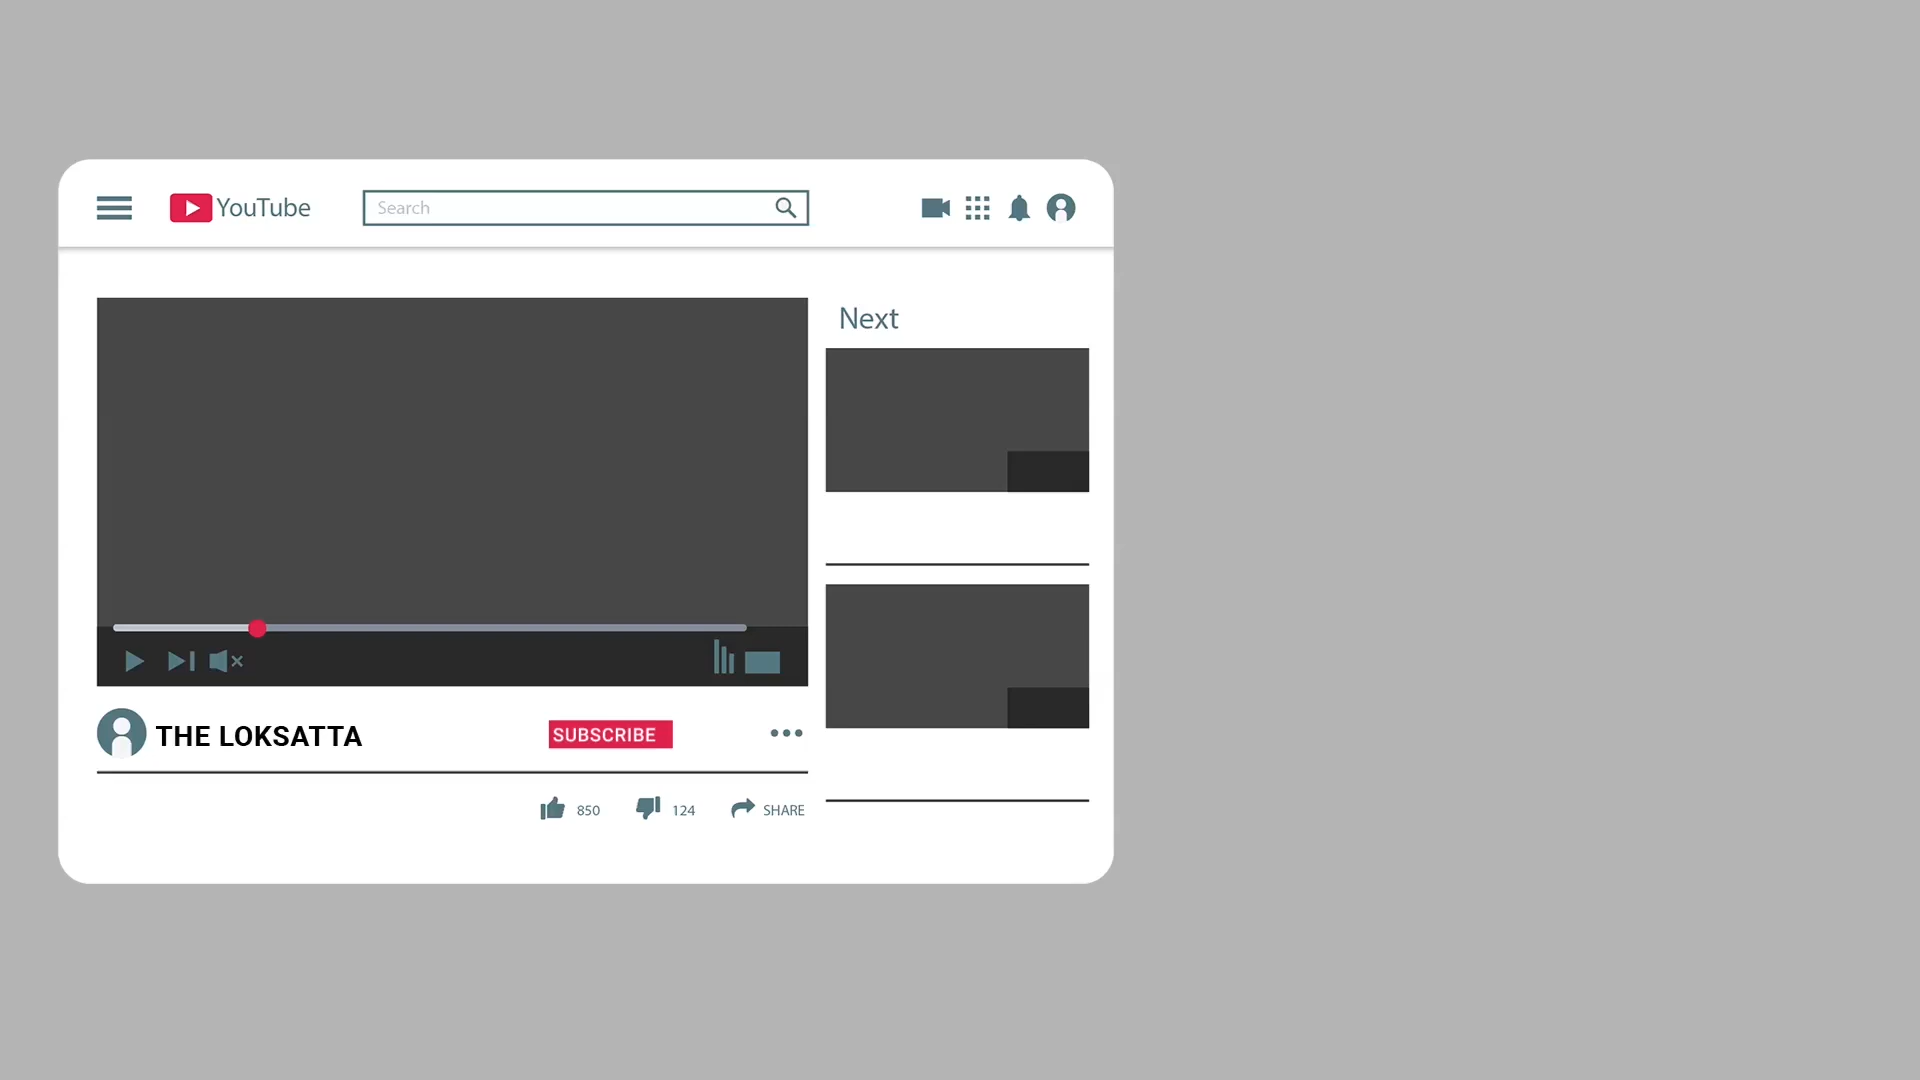 YouTube
Search
Next
THE LOKSATTA
SUBSCRIBE
850
124
SHARE